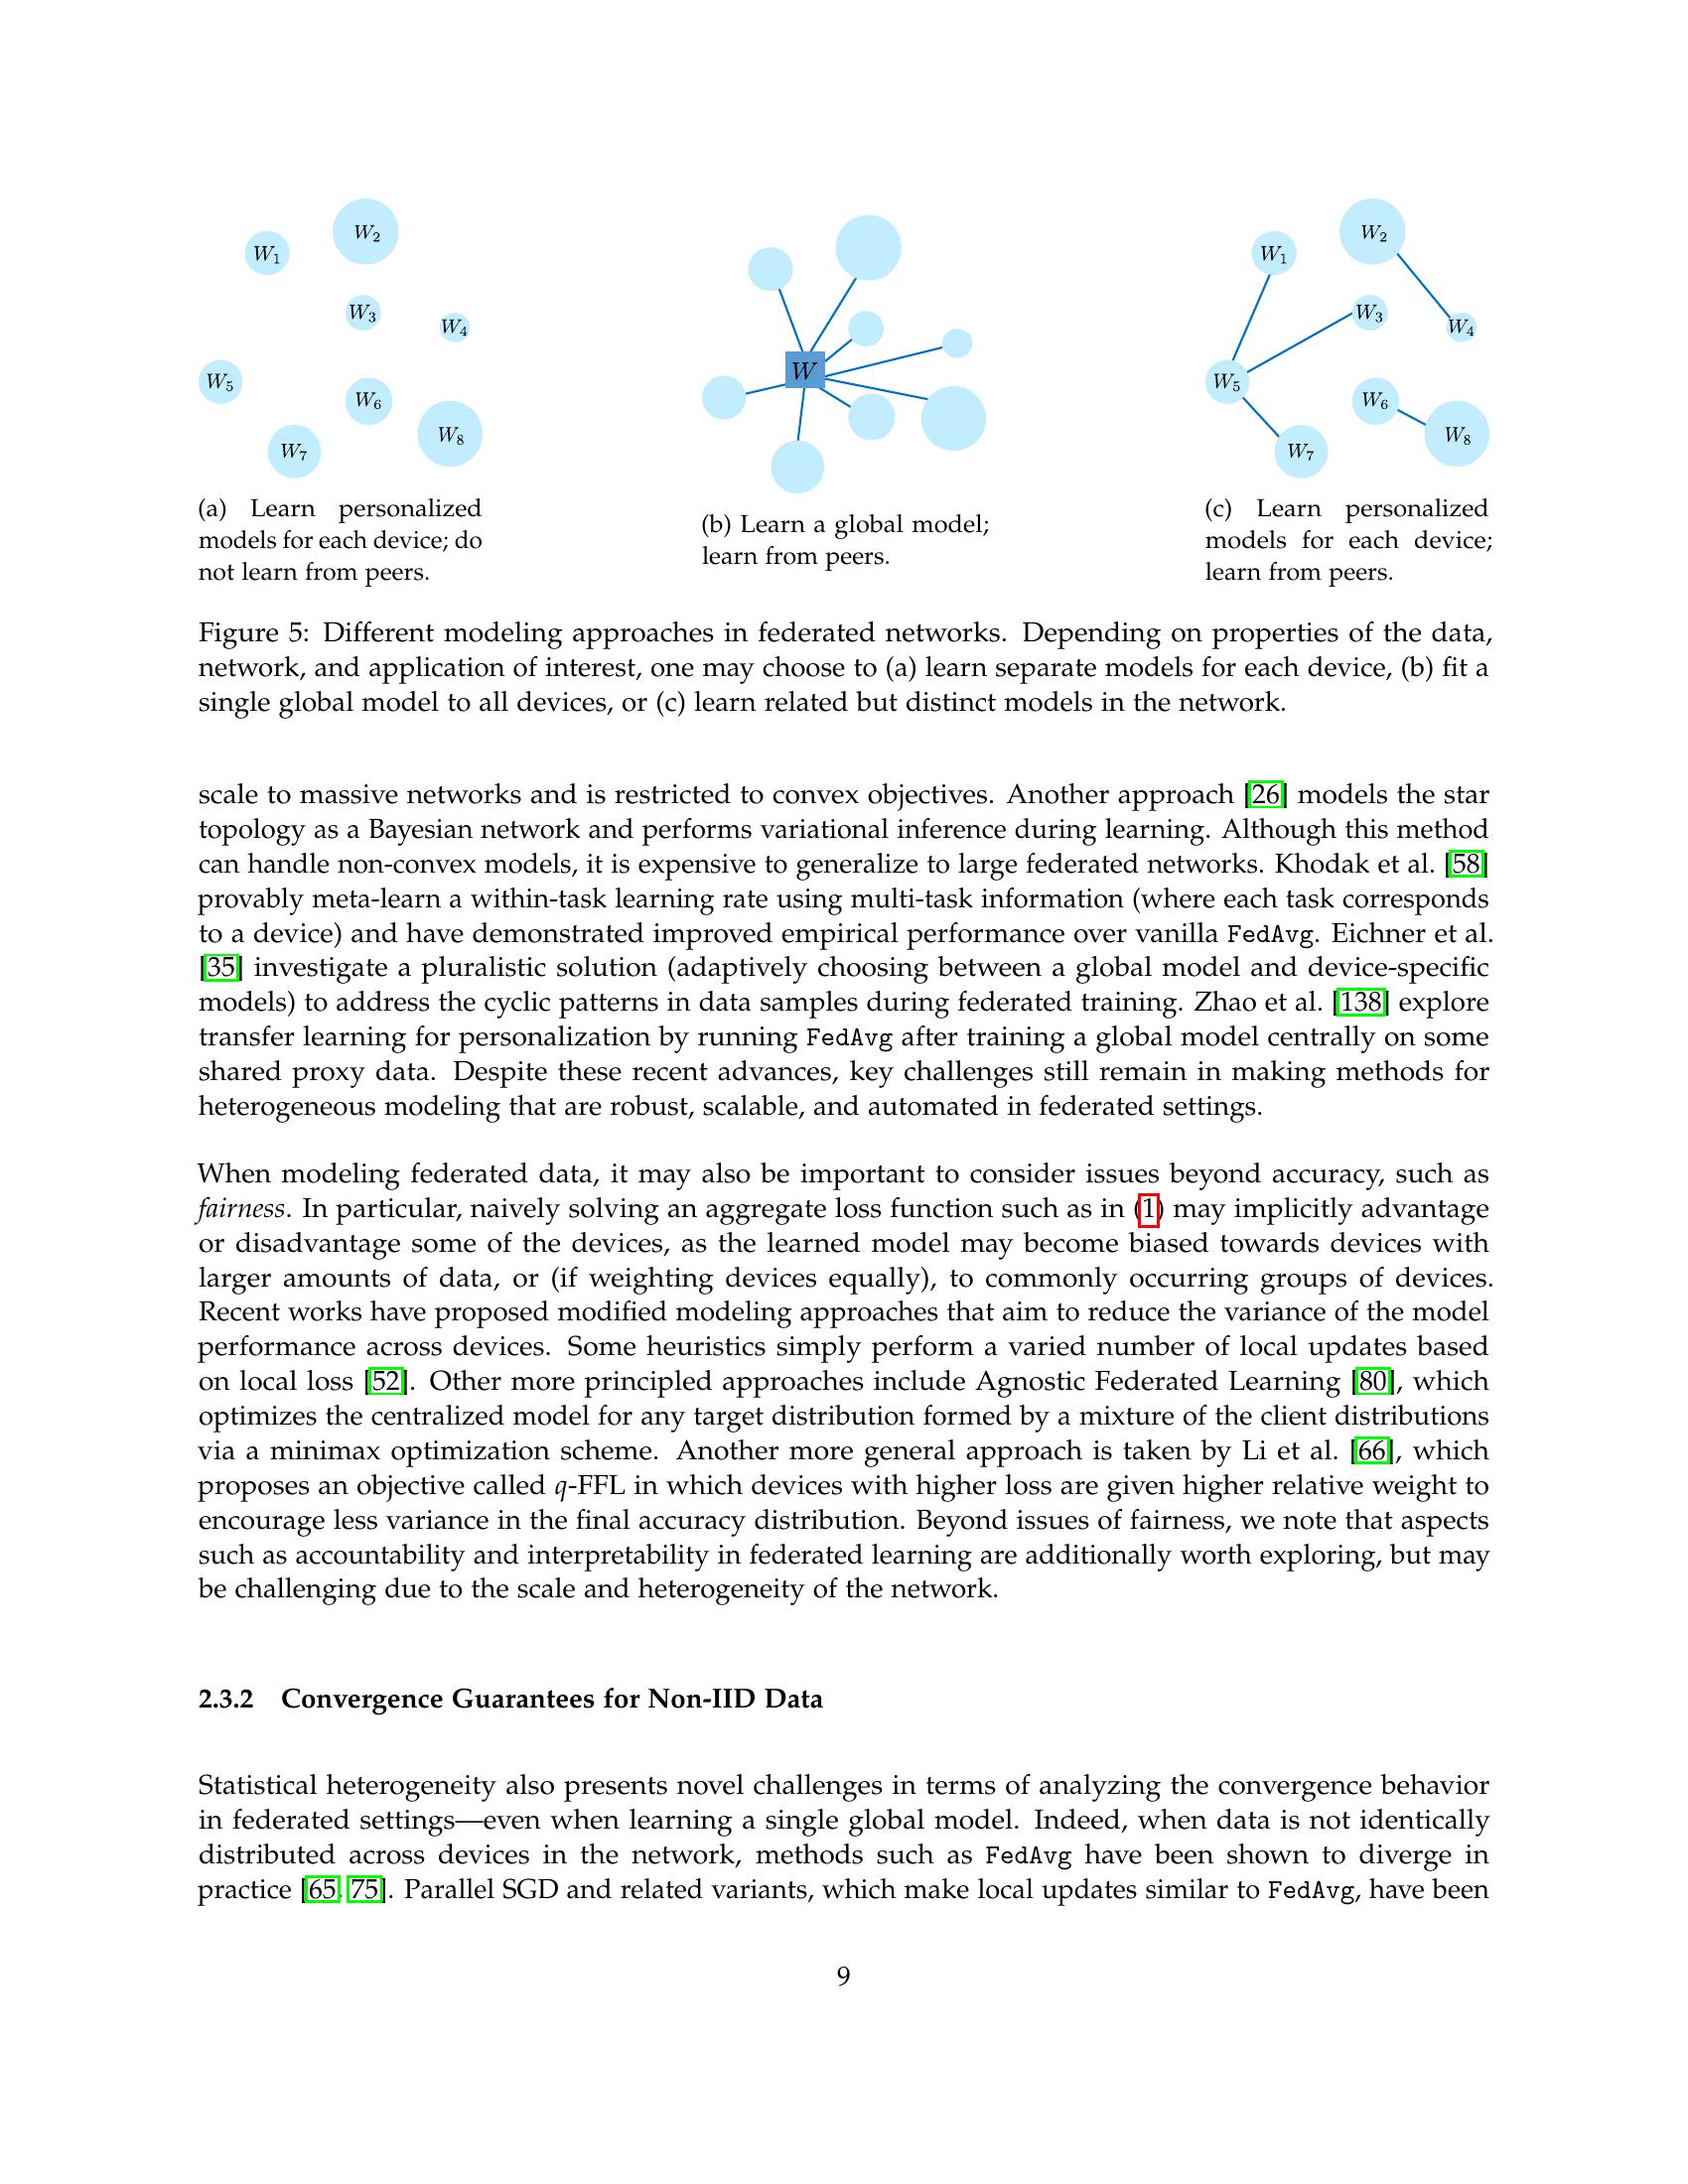 W1
W2
W3
W4
W5
W6
W7
W8
(a) Learn personalized
models for each device; do
not learn from peers.
W
(b) Learn a global model;
learn from peers.
W1
W2
W3
W4
W5
W6
W7
W8
(c) Learn personalized
models for each device;
learn from peers.
Figure 5: Different modeling approaches in federated networks. Depending on properties of the data,
network, and application of interest, one may choose to (a) learn separate models for each device, (b) fit a
single global model to all devices, or (c) learn related but distinct models in the network.
scale to massive networks and is restricted to convex objectives. Another approach [26] models the star
topology as a Bayesian network and performs variational inference during learning. Although this method
can handle non-convex models, it is expensive to generalize to large federated networks. Khodak et al. [58]
provably meta-learn a within-task learning rate using multi-task information (where each task corresponds
to a device) and have demonstrated improved empirical performance over vanilla FedAvg. Eichner et al.
[35] investigate a pluralistic solution (adaptively choosing between a global model and device-specific
models) to address the cyclic patterns in data samples during federated training. Zhao et al. [138] explore
transfer learning for personalization by running FedAvg after training a global model centrally on some
shared proxy data. Despite these recent advances, key challenges still remain in making methods for
heterogeneous modeling that are robust, scalable, and automated in federated settings.
When modeling federated data, it may also be important to consider issues beyond accuracy, such as
fairness. In particular, naively solving an aggregate loss function such as in (1) may implicitly advantage
or disadvantage some of the devices, as the learned model may become biased towards devices with
larger amounts of data, or (if weighting devices equally), to commonly occurring groups of devices.
Recent works have proposed modified modeling approaches that aim to reduce the variance of the model
performance across devices. Some heuristics simply perform a varied number of local updates based
on local loss [52]. Other more principled approaches include Agnostic Federated Learning [80], which
optimizes the centralized model for any target distribution formed by a mixture of the client distributions
via a minimax optimization scheme. Another more general approach is taken by Li et al. [66], which
proposes an objective called q-FFL in which devices with higher loss are given higher relative weight to
encourage less variance in the final accuracy distribution. Beyond issues of fairness, we note that aspects
such as accountability and interpretability in federated learning are additionally worth exploring, but may
be challenging due to the scale and heterogeneity of the network.
2.3.2 Convergence Guarantees for Non-IID Data
Statistical heterogeneity also presents novel challenges in terms of analyzing the convergence behavior
in federated settings—even when learning a single global model. Indeed, when data is not identically
distributed across devices in the network, methods such as FedAvg have been shown to diverge in
practice [65, 75]. Parallel SGD and related variants, which make local updates similar to FedAvg, have been
9